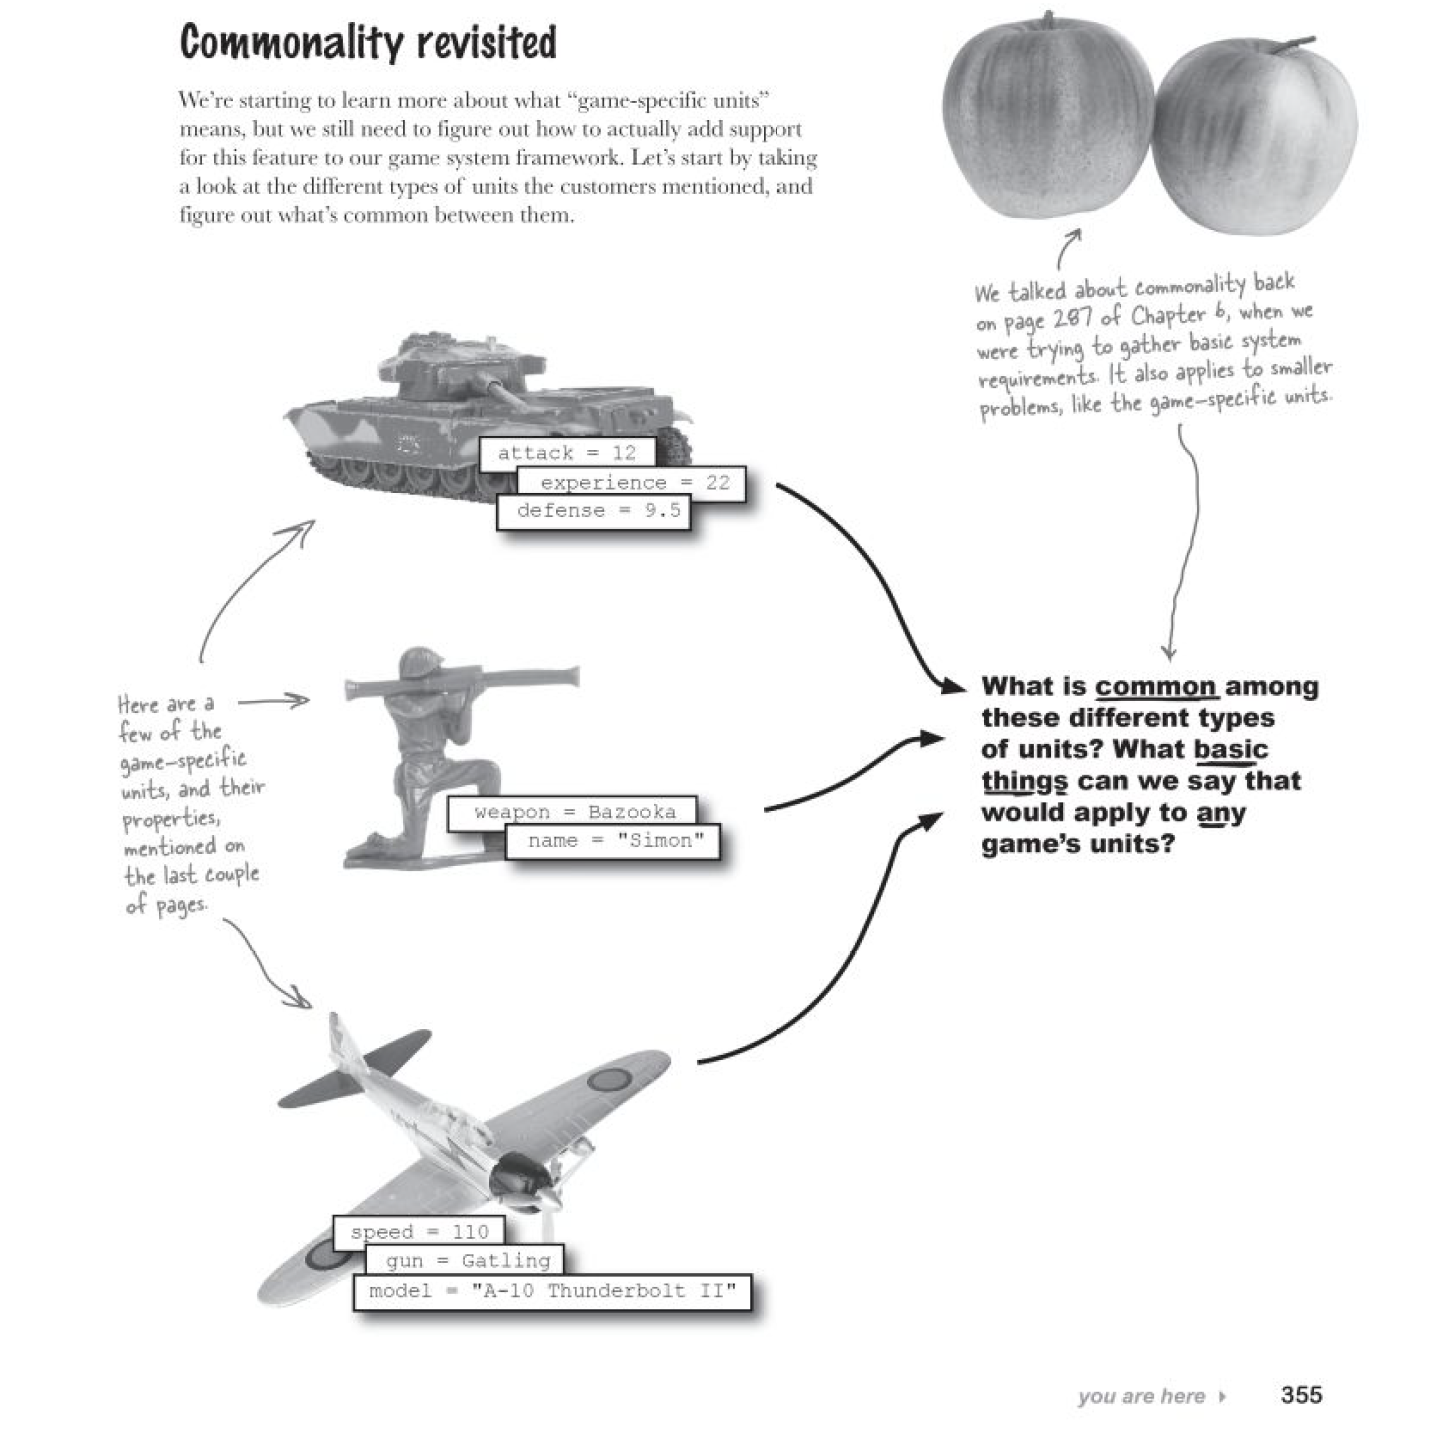 Commonality revisited
We're starting to learn more about what “game-specific units”
means, but we still need to figure out how to actually add support
for this feature to our game system framework. Let's start by taking
a look at the different types of units the customers mentioned, and
figure out what's common between them.
We talked about commonality back
on page 287 of Chapter 6, when we
were trying to gather basic system
requirements. It also applies to smaller
problems, like the game-specific units.
attack = 12
experience = 22
defense = 9.5
Here are a
few of the
game-specific
units, and their
properties,
mentioned on
the last couple
of pages.
weapon = Bazooka
name = "Simon"
What is common among
these different types
of units? What basic
things can we say that
would apply to any
game's units?
speed = 110
gun = Gatling
model = "A-10 Thunderbolt II"
you are here ▸ 355